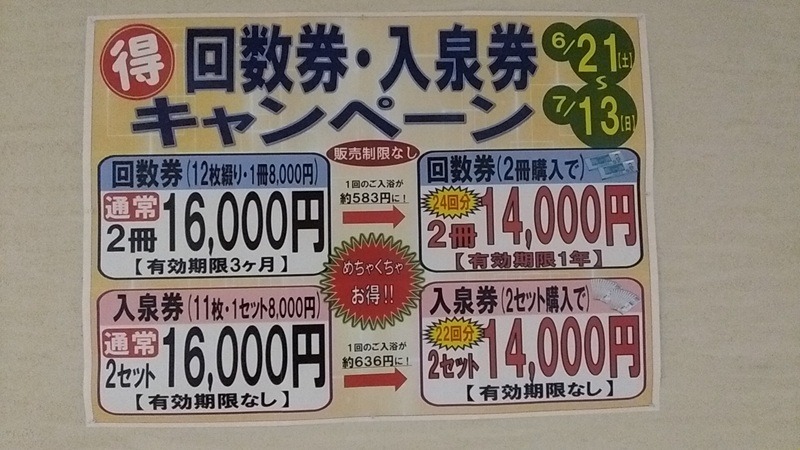 得
回数券・入泉券
キャンペーン
6/21[土]
〜
7/13[日]
販売制限なし
回数券(12枚綴り・1冊8,000円)
通常
2冊 16,000円
【有効期限3ヶ月】
1回のご入浴が
約583円に!
回数券(2冊購入で)
24回分
2冊 14,000円
【有効期限1年】
めちゃくちゃ
お得!!
入泉券(11枚・1セット8,000円)
通常
2セット 16,000円
【有効期限なし】
1回のご入浴が
約636円に!
入泉券(2セット購入で)
22回分
2セット 14,000円
【有効期限なし】